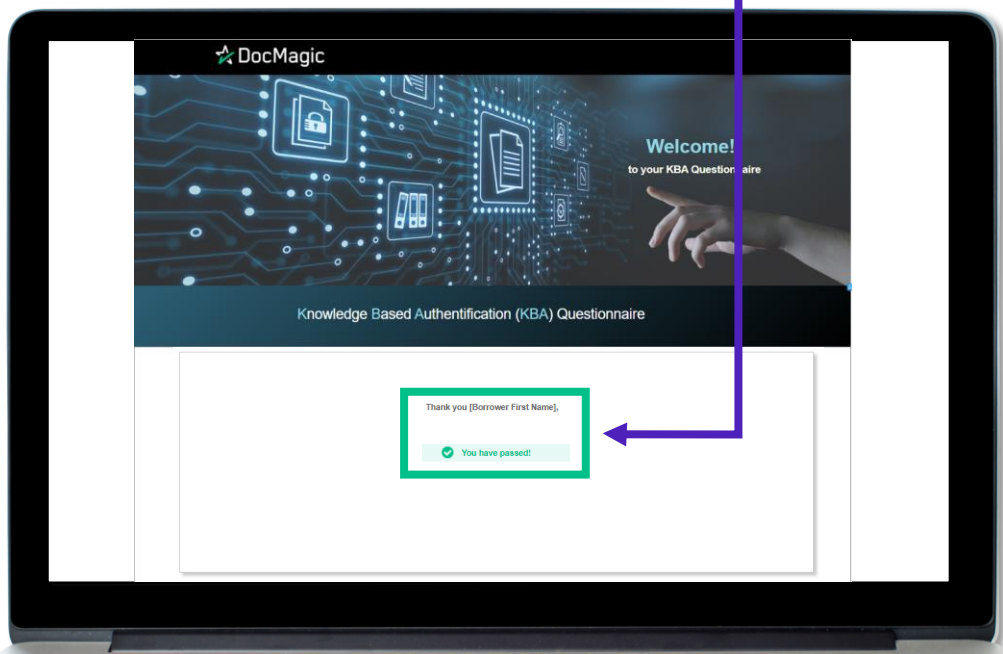 DocMagic
Welcome!
to your KBA Questionnaire
Knowledge Based Authentification (KBA) Questionnaire
Thank you [Borrower First Name],
You have passed!